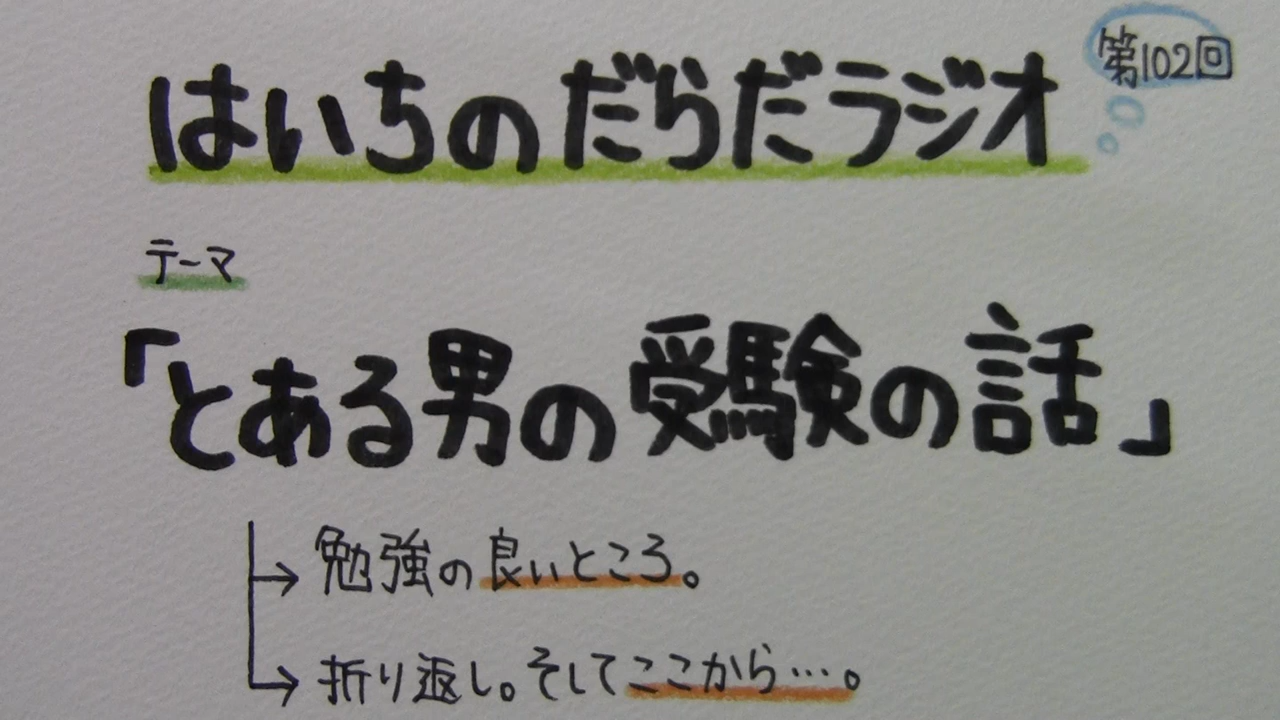 第102回
はいちのだらだラジオ
テーマ
「とある男の受験の話」
→勉強の良いところ。
→折り返し。そしてここから…。